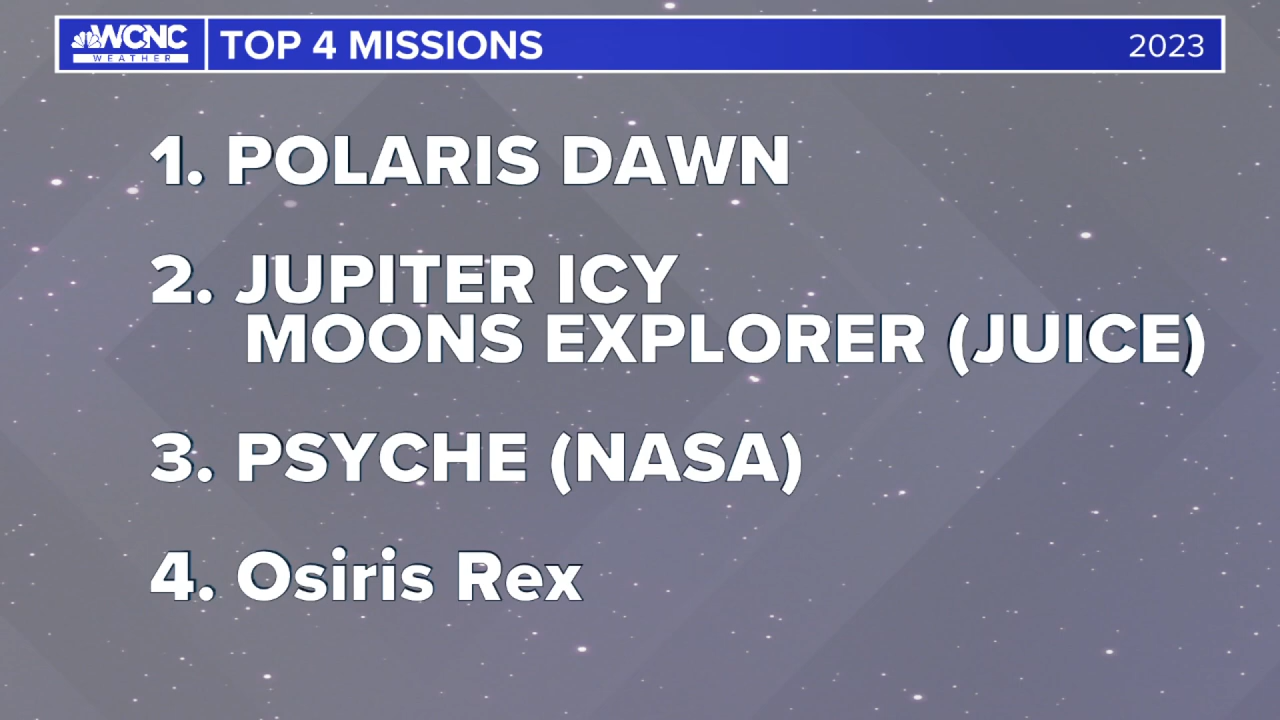 WCNC
WEATHER
TOP 4 MISSIONS
2023
1. POLARIS DAWN
2. JUPITER ICY
MOONS EXPLORER (JUICE)
3. PSYCHE (NASA)
4. Osiris Rex